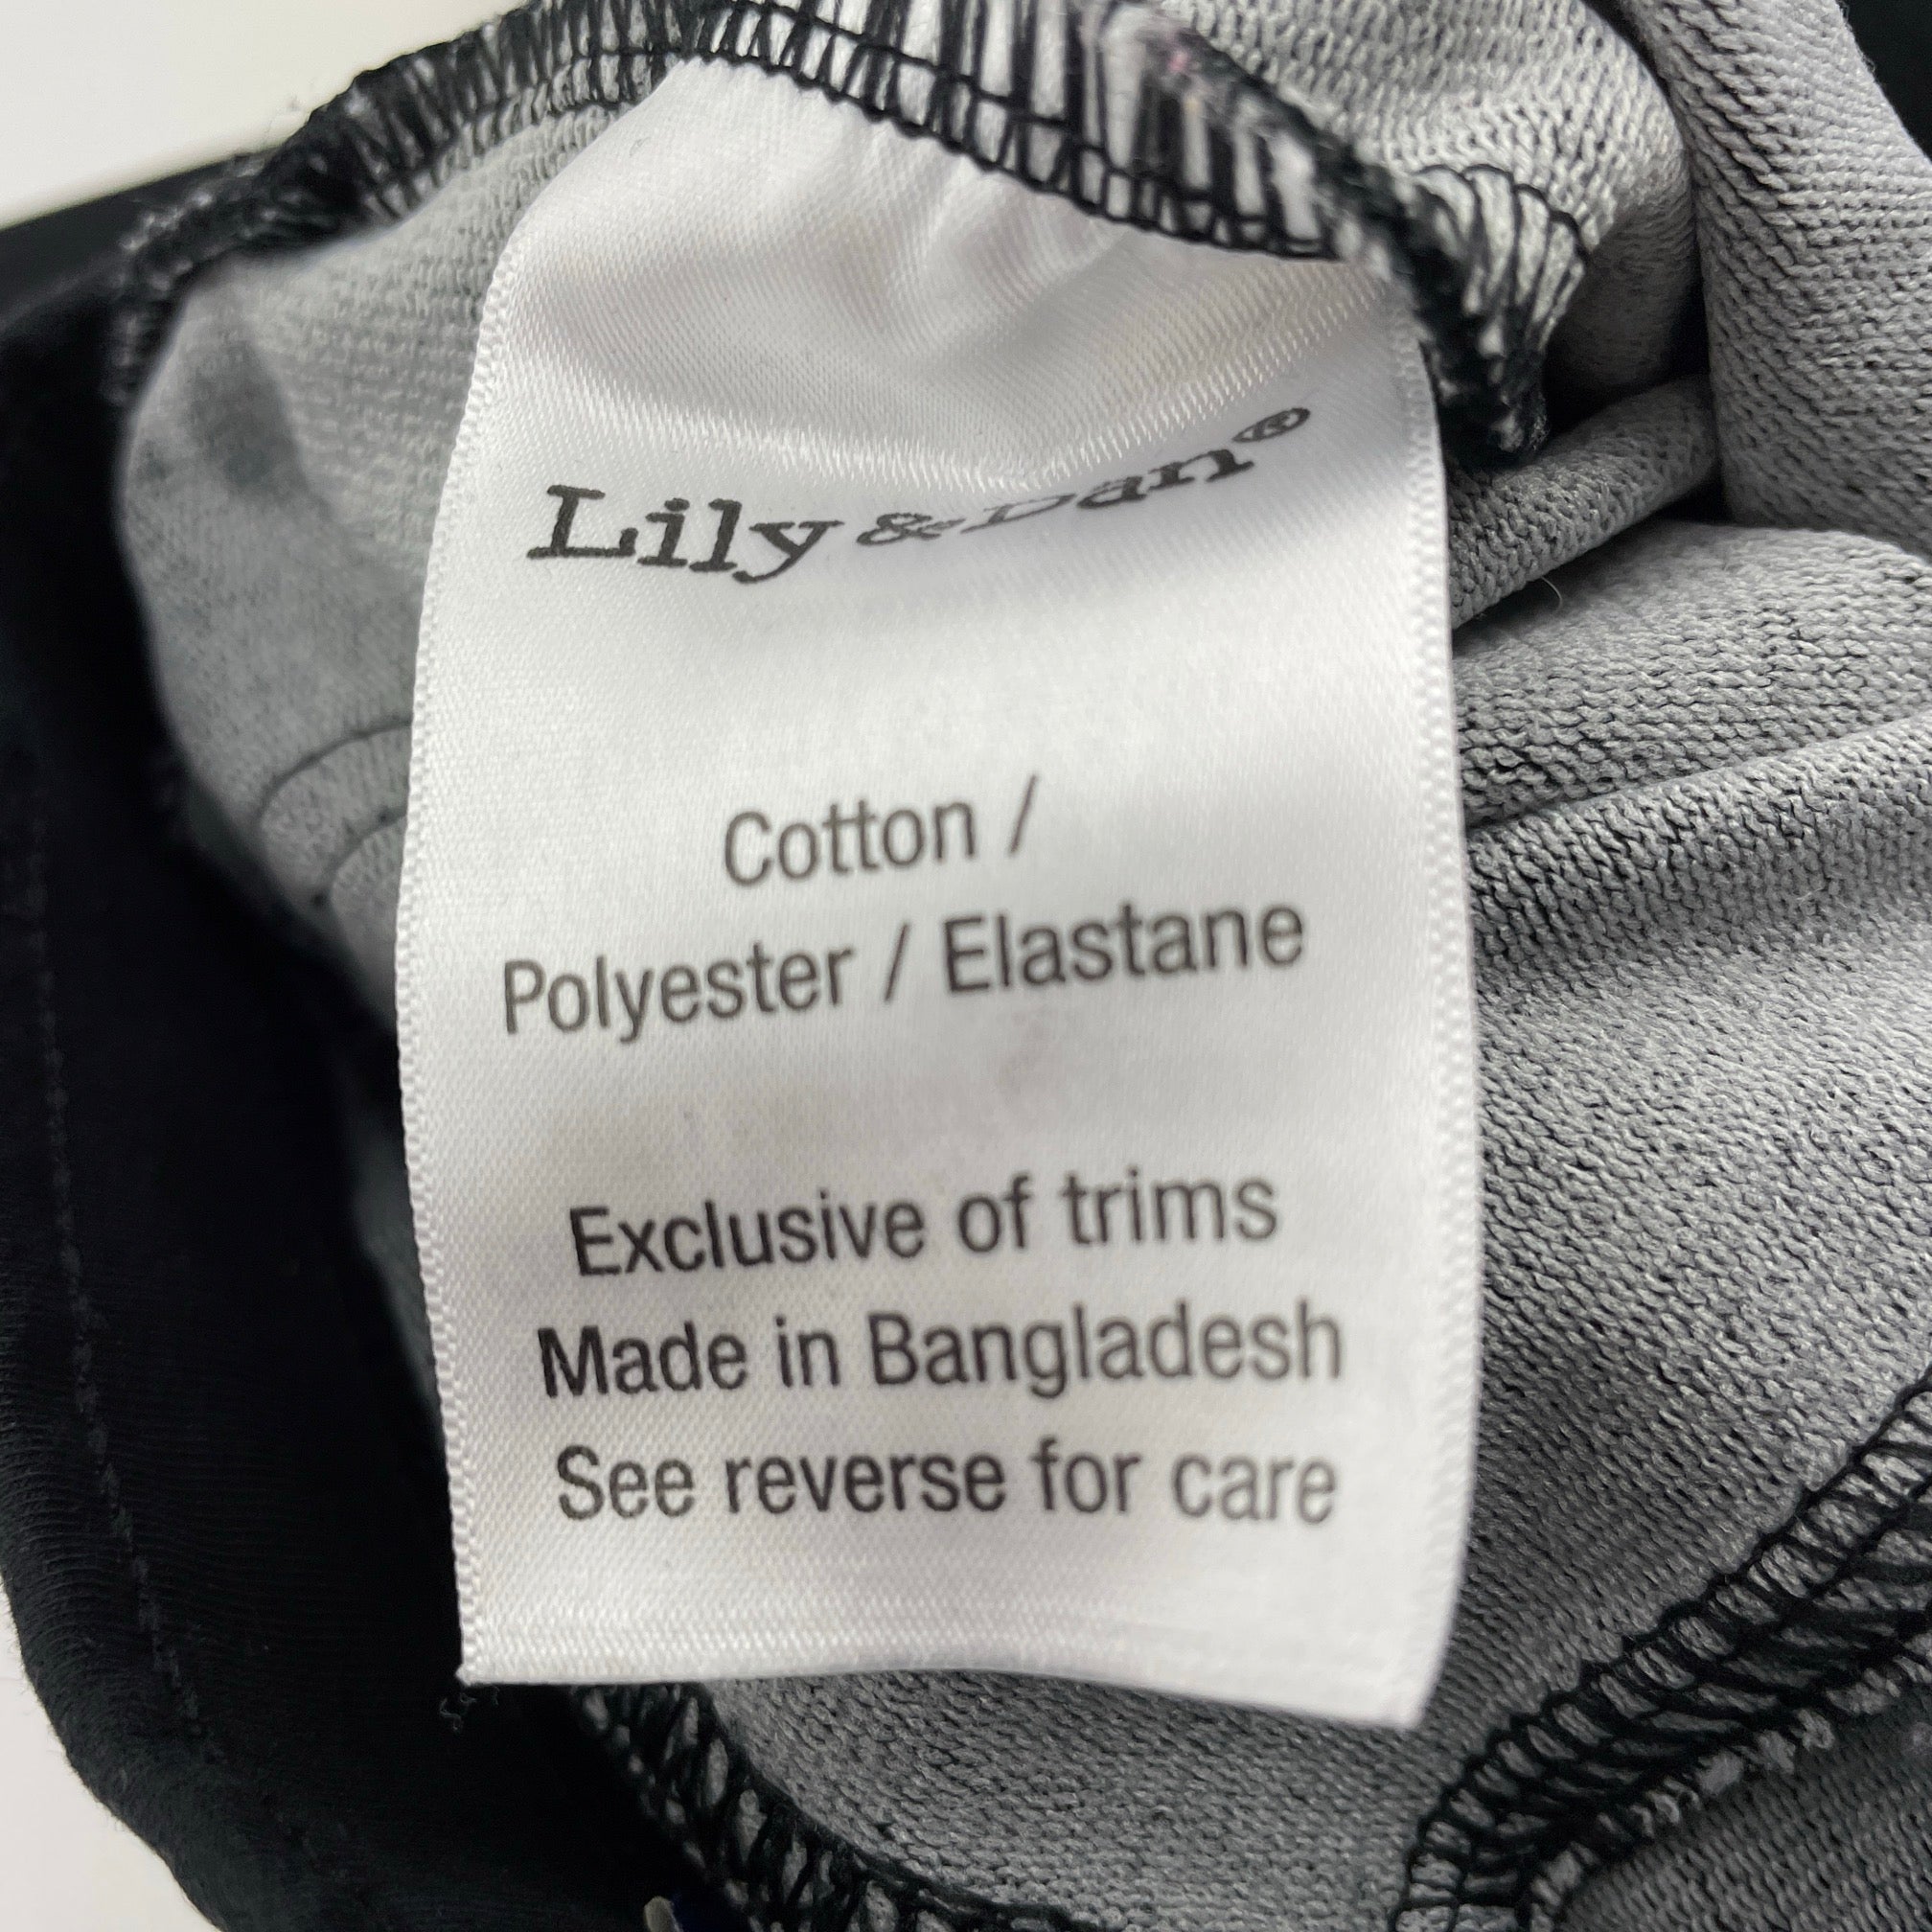 Lily & Dan®
Cotton /
Polyester / Elastane
Exclusive of trims
Made in Bangladesh
See reverse for care